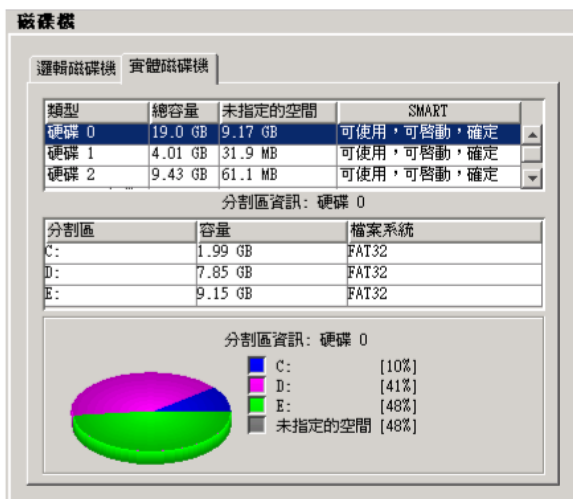 磁碟機
邏輯磁碟機 實體磁碟機
類型 總容量 未指定的空間 SMART
硬碟 0 19.0 GB 9.17 GB 可使用，可啓動，確定
硬碟 1 4.01 GB 31.9 MB 可使用，可啓動，確定
硬碟 2 9.43 GB 61.1 MB 可使用，可啓動，確定
分割區資訊: 硬碟 0
分割區 容量 檔案系統
C: 1.99 GB FAT32
D: 7.85 GB FAT32
E: 9.15 GB FAT32
分割區資訊: 硬碟 0
C: [10%]
D: [41%]
E: [48%]
未指定的空間 [48%]